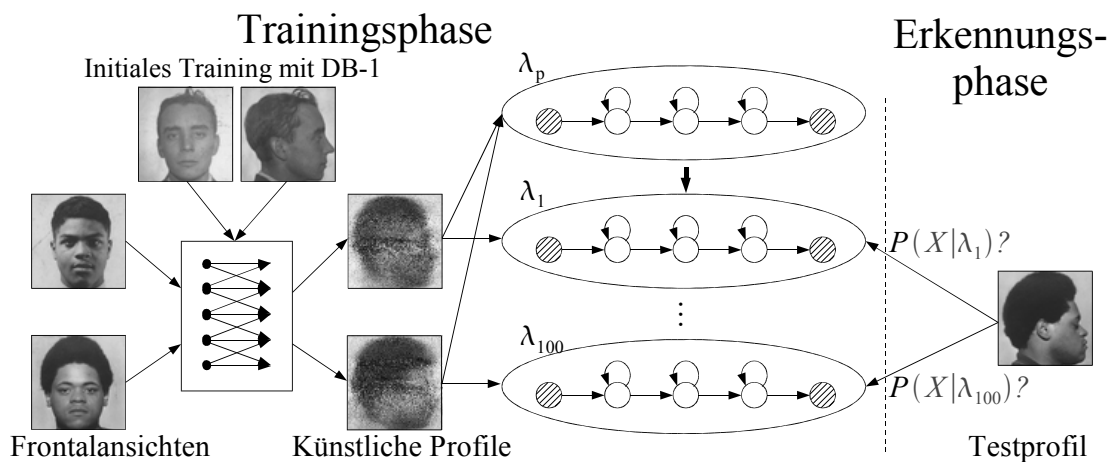 Trainingsphase
Erkennungs-
phase
Initiales Training mit DB-1
λp
λ1
P(X|λ1)?
⋮
λ100
P(X|λ100)?
Frontalansichten
Künstliche Profile
Testprofil